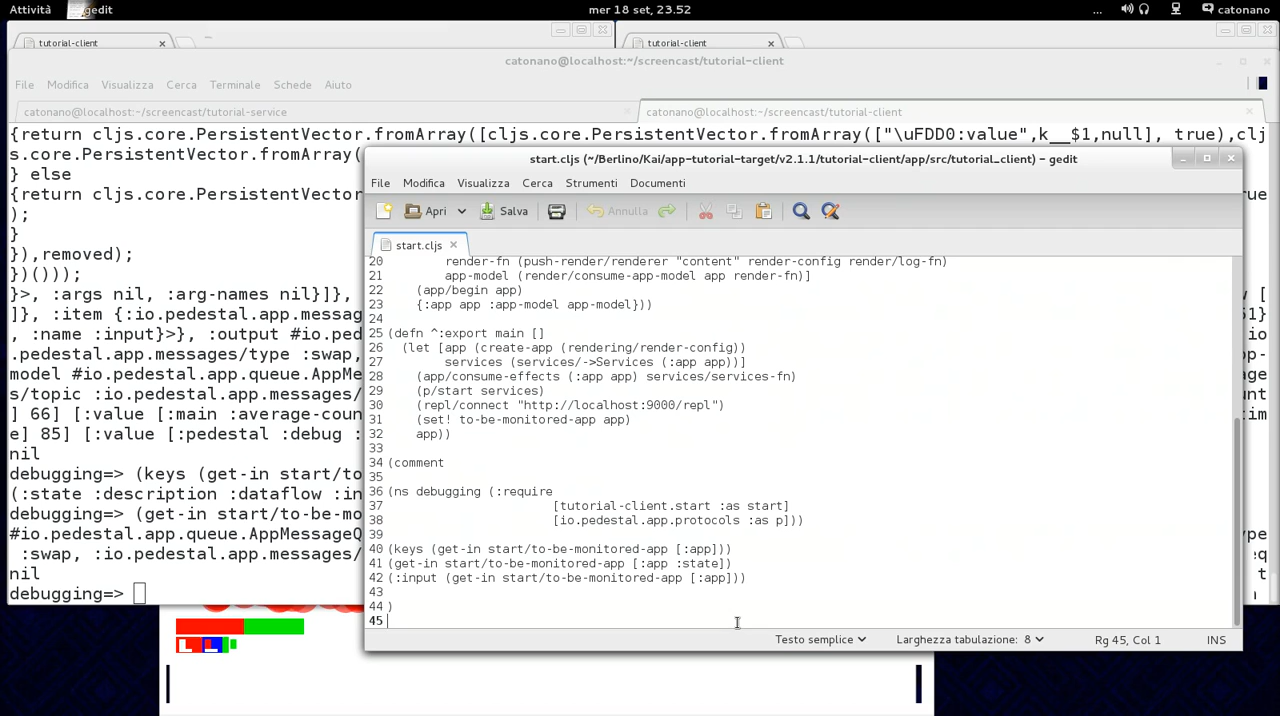 Attività gedit mer 18 set, 23.52 ... catonano
tutorial-client tutorial-client
catonano@localhost:~/screencast/tutorial-client
File Modifica Visualizza Cerca Terminale Schede Aiuto
catonano@localhost:~/screencast/tutorial-service catonano@localhost:~/screencast/tutorial-client
{return cljs.core.PersistentVector.fromArray([cljs.core.PersistentVector.fromArray(["\uFDD0:value",k__$1,null], true),clj
s.core.PersistentVector.fromArray(
} else
{return cljs.core.PersistentVector.fromArray(
);
}
}),removed);
})()));
}>, :args nil, :arg-names nil}]},
]}, :item {:io.pedestal.app.messa
, :name :input}>}, :output #io.ped
.pedestal.app.messages/type :swap,
model #io.pedestal.app.queue.AppMe
s/topic :io.pedestal.app.messages/
] 66] [:value [:main :average-coun
e] 85] [:value [:pedestal :debug :
nil
debugging=> (keys (get-in start/to
(:state :description :dataflow :in
debugging=> (get-in start/to-be-mo
#io.pedestal.app.queue.AppMessageQ
:swap, :io.pedestal.app.messages/
nil
debugging=>
start.cljs (~/Berlino/Kai/app-tutorial-target/v2.1.1/tutorial-client/app/src/tutorial_client) - gedit
File Modifica Visualizza Cerca Strumenti Documenti
Apri Salva Annulla
start.cljs
20 render-fn (push-render/renderer "content" render-config render/log-fn)
21 app-model (render/consume-app-model app render-fn)]
22 (app/begin app)
23 {:app app :app-model app-model}))
24
25 (defn ^:export main []
26 (let [app (create-app (rendering/render-config))
27 services (services/->Services (:app app))]
28 (app/consume-effects (:app app) services/services-fn)
29 (p/start services)
30 (repl/connect "http://localhost:9000/repl")
31 (set! to-be-monitored-app app)
32 app))
33
34 (comment
35
36 (ns debugging (:require
37 [tutorial-client.start :as start]
38 [io.pedestal.app.protocols :as p]))
39
40 (keys (get-in start/to-be-monitored-app [:app]))
41 (get-in start/to-be-monitored-app [:app :state])
42 (:input (get-in start/to-be-monitored-app [:app]))
43
44 )
45
Testo semplice Larghezza tabulazione: 8 Rg 45, Col 1 INS